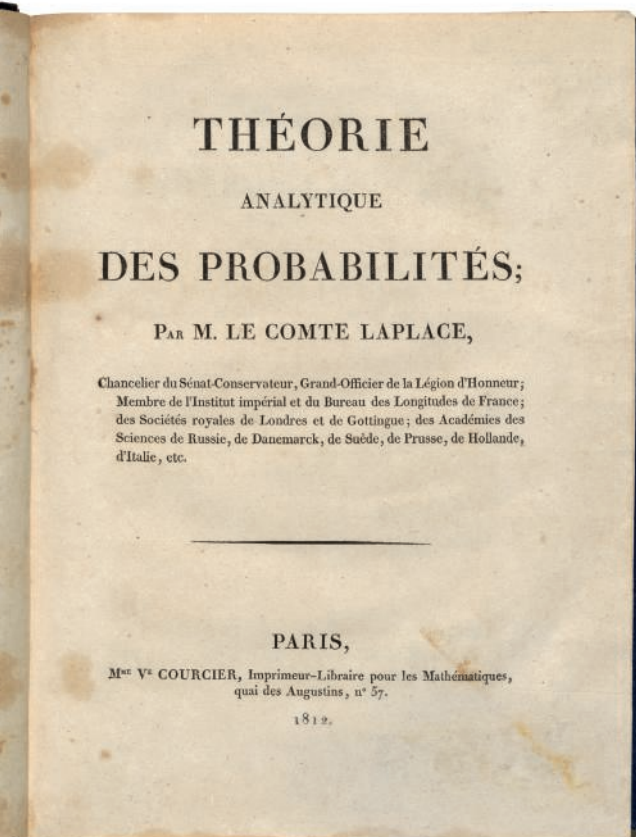 THÉORIE
ANALYTIQUE
DES PROBABILITÉS;
PAR M. LE COMTE LAPLACE,
Chancelier du Sénat-Conservateur, Grand-Officier de la Légion d'Honneur;
Membre de l'Institut impérial et du Bureau des Longitudes de France;
des Sociétés royales de Londres et de Gottingue; des Académies des
Sciences de Russie, de Danemarck, de Suède, de Prusse, de Hollande,
d'Italie, etc.
PARIS,
Mme Ve COURCIER, Imprimeur-Libraire pour les Mathématiques,
quai des Augustins, n° 57.
1812.